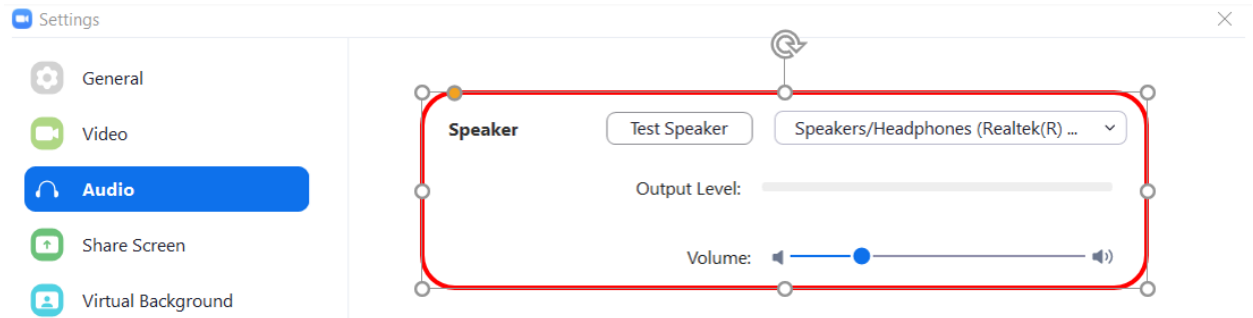 Settings
General
Video
Audio
Share Screen
Virtual Background
Speaker
Test Speaker
Speakers/Headphones (Realtek(R) ...
Output Level:
Volume: